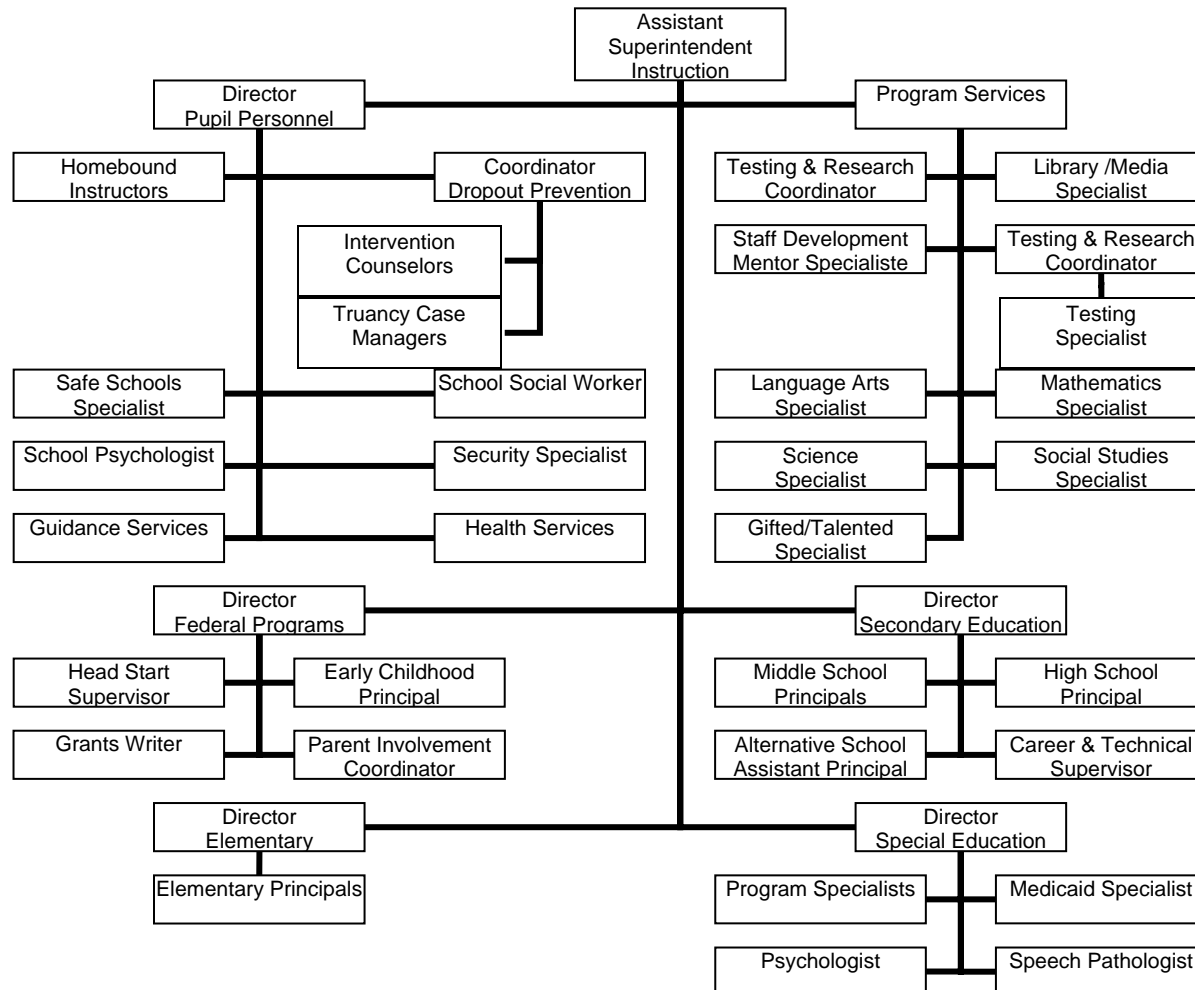 Assistant
Superintendent
Instruction
Director
Pupil Personnel
Program Services
Homebound
Instructors
Coordinator
Dropout Prevention
Testing & Research
Coordinator
Library /Media
Specialist
Intervention
Counselors
Staff Development
Mentor Specialiste
Testing & Research
Coordinator
Truancy Case
Managers
Testing
Specialist
Safe Schools
Specialist
School Social Worker
Language Arts
Specialist
Mathematics
Specialist
School Psychologist
Security Specialist
Science
Specialist
Social Studies
Specialist
Guidance Services
Health Services
Gifted/Talented
Specialist
Director
Federal Programs
Director
Secondary Education
Head Start
Supervisor
Early Childhood
Principal
Middle School
Principals
High School
Principal
Grants Writer
Parent Involvement
Coordinator
Alternative School
Assistant Principal
Career & Technical
Supervisor
Director
Elementary
Director
Special Education
Elementary Principals
Program Specialists
Medicaid Specialist
Psychologist
Speech Pathologist